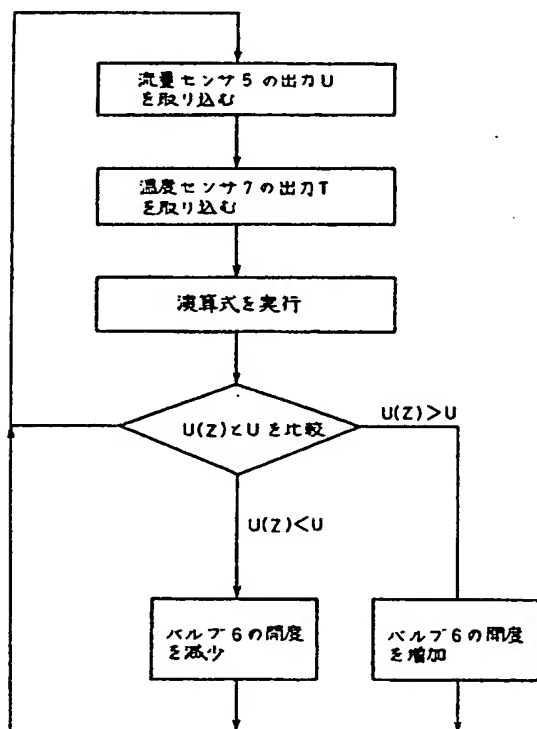 流量センサ5の出力U
を取り込む
温度センサ7の出力T
を取り込む
演算式を実行
U(Z)とUを比較
U(Z)>U
U(Z)<U
バルブ6の開度
を減少
バルブ6の開度
を増加